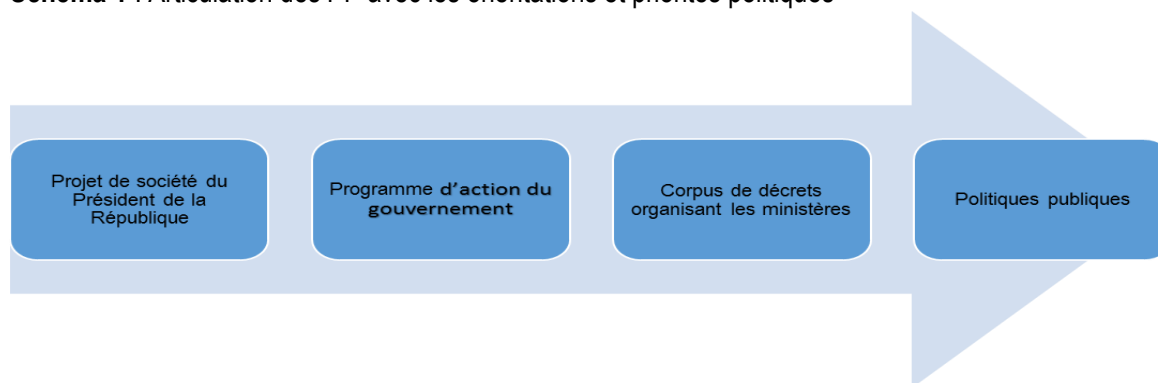 : Articulation des PP avec les orientations et priorités politiques
Projet de société du
Président de la
République
Programme d'action du
gouvernement
Corpus de décrets
organisant les ministères
Politiques publiques